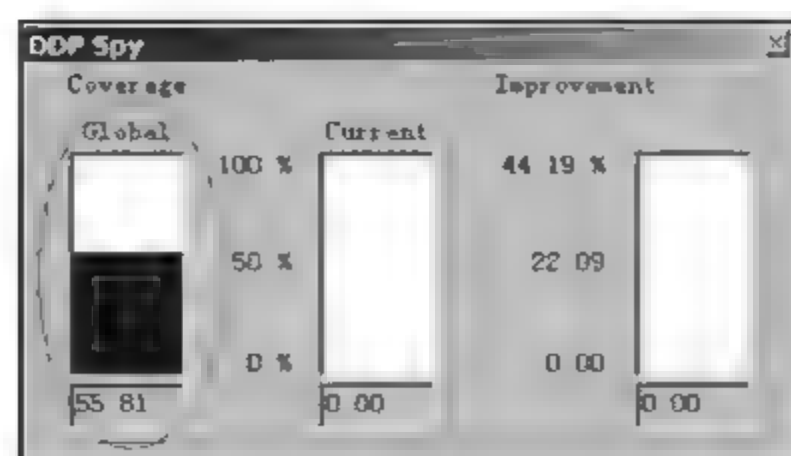 DDP Spy
Coverage Improvement
Global Current
100 % 44 19 %
50 % 22 09
0 % 0 00
55 81 0 00 0 00